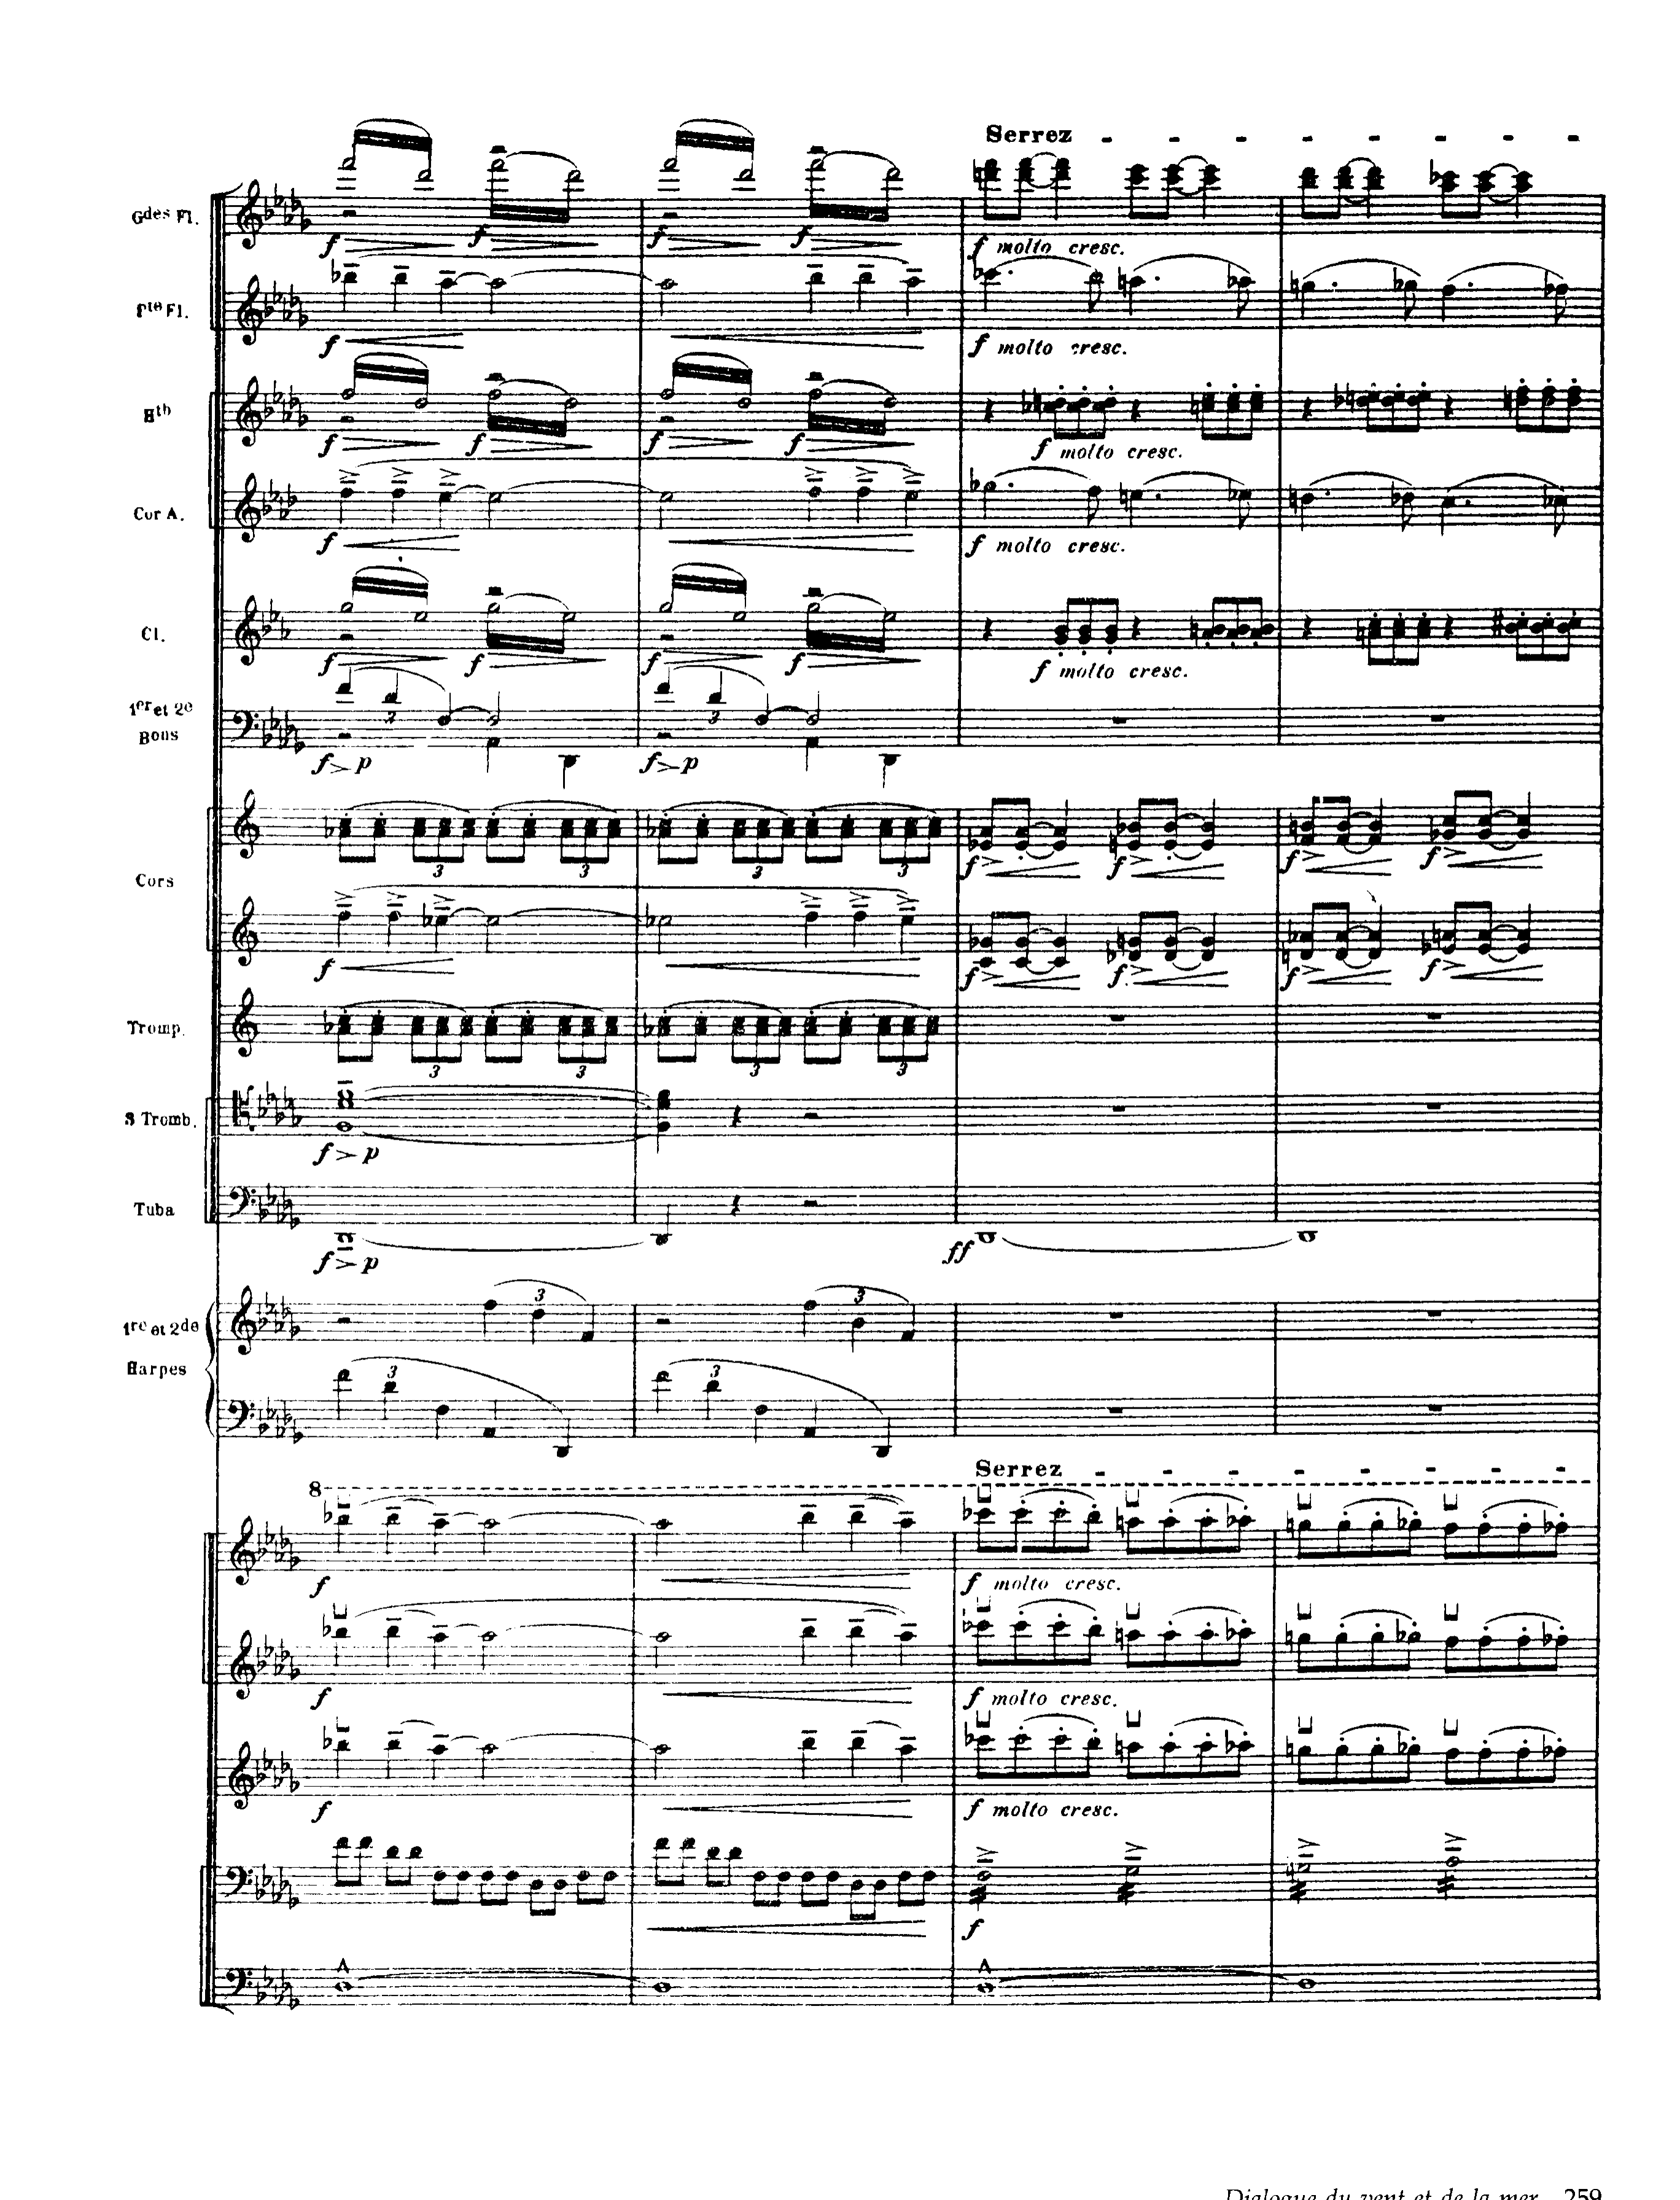 Serrez - - - - - - - -
Gdes Fl.
f f f f f molto cresc.
Pte Fl.
f f molto cresc.
Htb
f f f f f molto cresc.
Cor A.
f f molto cresc.
Cl.
f f f f f molto cresc.
1er et 2e
Bons
3 3
f p f p
3 3 3 3
f f f f
Cors
f f f f f
Tromp.
3 3 3 3
3 Tromb.
f p
Tuba
f p ff
1re et 2de
Harpes
3 3
3 3
Serrez - - - - - - - -
8
f f molto cresc.
f f molto cresc.
f f molto cresc.
f
Dialogue du vent et de la mer 259